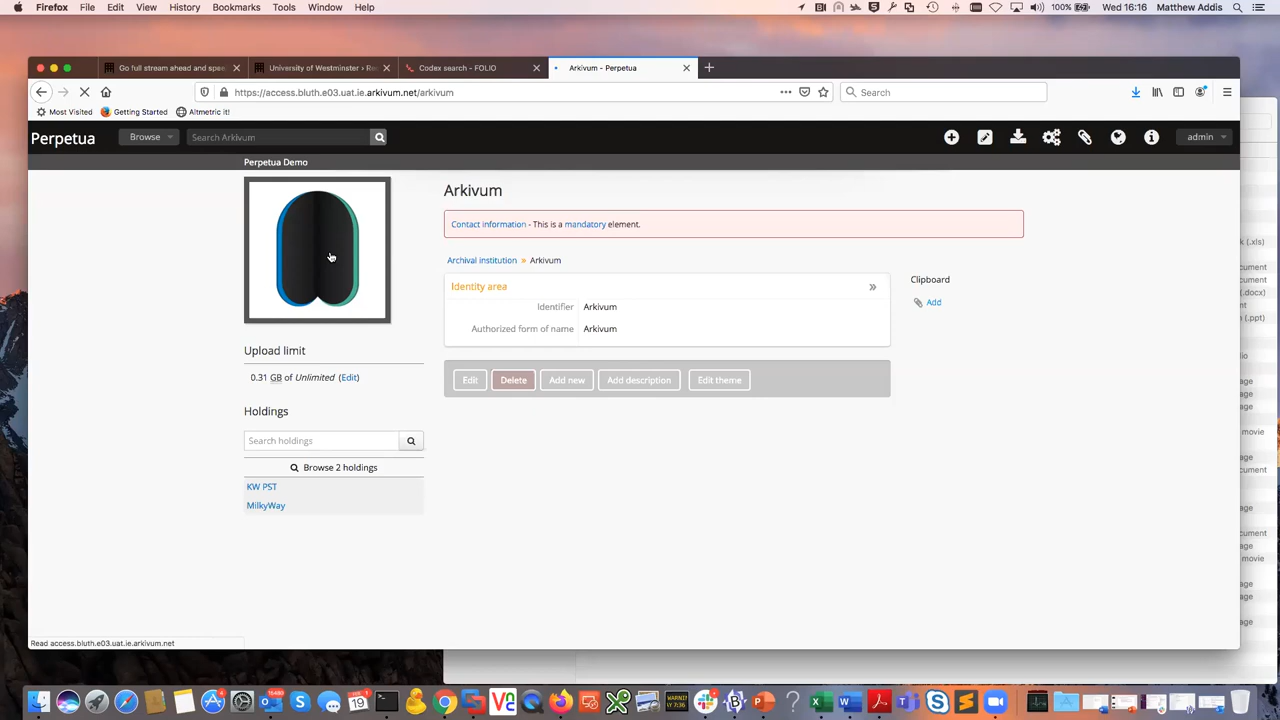 Firefox File Edit View History Bookmarks Tools Window Help 100% Wed 16:16 Matthew Addis
Go full stream ahead and spe University of Westminster › Re Codex search - FOLIO Arkivum - Perpetua
https://access.bluth.e03.uat.ie.arkivum.net/arkivum Search
Most Visited Getting Started Altmetric it!
Perpetua Browse Search Arkivum admin
Perpetua Demo
Arkivum
Contact information - This is a mandatory element.
Archival institution » Arkivum
Clipboard
Identity area
Add
Identifier Arkivum
Authorized form of name Arkivum
Upload limit
0.31 GB of Unlimited (Edit)
Edit Delete Add new Add description Edit theme
Holdings
Search holdings
Browse 2 holdings
KW PST
MilkyWay
Read access.bluth.e03.uat.ie.arkivum.net